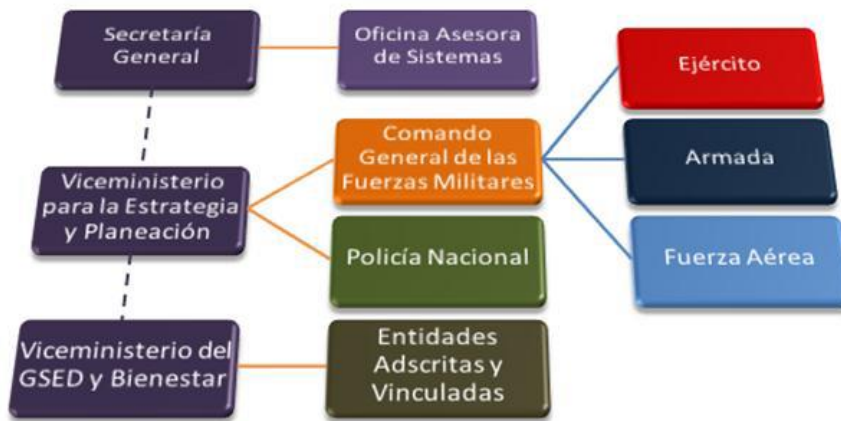 Secretaría
General
Oficina Asesora
de Sistemas
Ejército
Comando
General de las
Fuerzas Militares
Armada
Viceministerio
para la Estrategia
y Planeación
Policía Nacional
Fuerza Aérea
Viceministerio del
GSED y Bienestar
Entidades
Adscritas y
Vinculadas